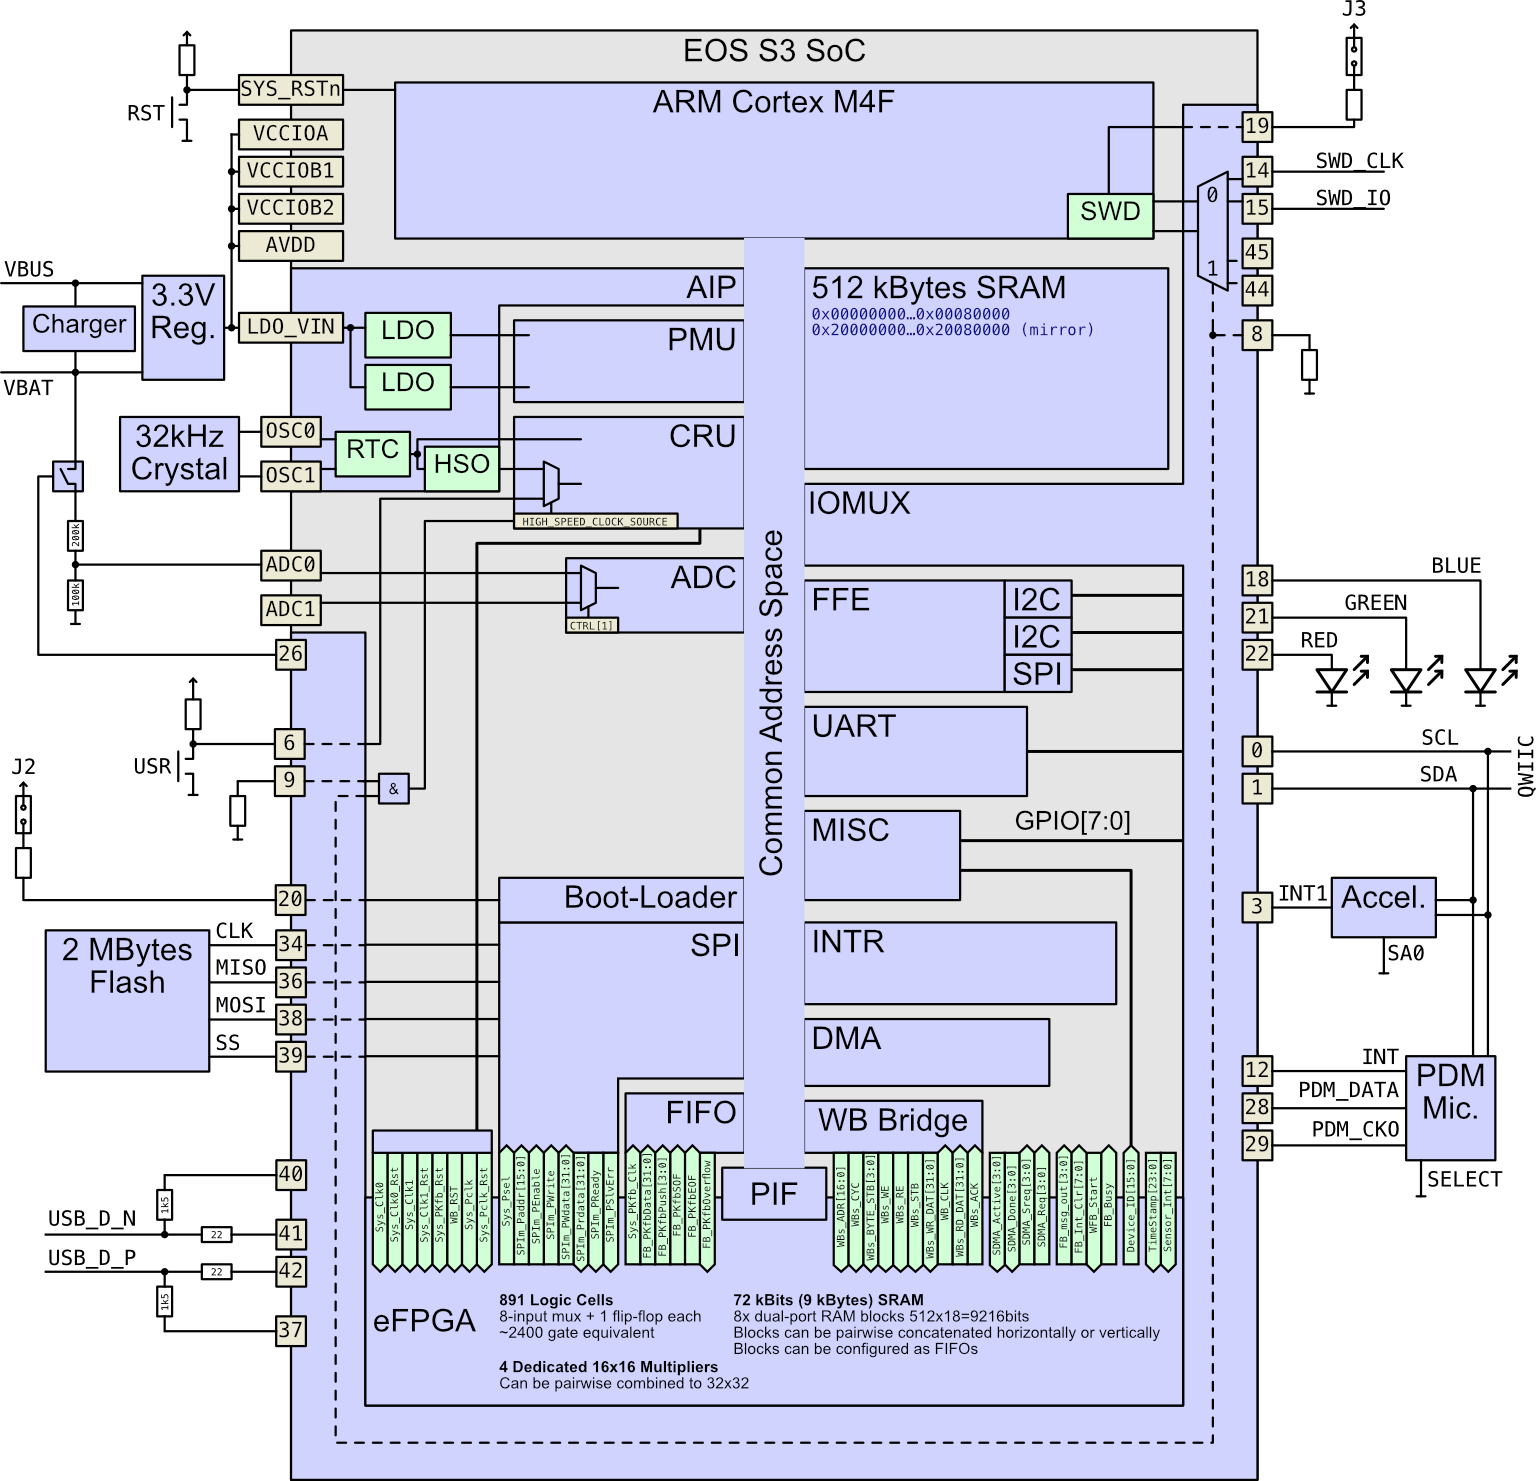 J3
EOS S3 SoC
SYS_RSTn
RST
ARM Cortex M4F
VCCIOA
VCCIOB1
VCCIOB2
AVDD
19
14
SWD_CLK
15
SWD_IO
0
SWD
45
1
44
VBUS
Charger
3.3V
Reg.
VBAT
LDO_VIN
LDO
LDO
AIP
PMU
512 kBytes SRAM
0x00000000…0x00080000
0x20000000…0x20080000 (mirror)
8
32kHz
Crystal
OSC0
OSC1
RTC
HSO
CRU
HIGH_SPEED_CLOCK_SOURCE
IOMUX
200k
100k
ADC0
ADC1
ADC
CTRL[1]
26
Common Address Space
FFE
I2C
I2C
SPI
18
BLUE
21
GREEN
22
RED
UART
6
USR
9
&
J2
0
SCL
1
SDA
QWIIC
MISC
GPIO[7:0]
20
Boot-Loader
SPI
3
INT1
Accel.
SA0
2 MBytes
Flash
CLK
34
MISO
36
MOSI
38
SS
39
INTR
DMA
12
INT
28
PDM_DATA
29
PDM_CKO
PDM
Mic.
SELECT
FIFO
WB Bridge
PIF
Sys_Clk0
Sys_Clk0_Rst
Sys_Clk1
Sys_Clk1_Rst
Sys_PKfb_Rst
WB_RST
Sys_Pclk
Sys_Pclk_Rst
Sys_Psel
SPIm_Paddr[15:0]
SPIm_PEnable
SPIm_PWrite
SPIm_PWdata[31:0]
SPIm_Prdata[31:0]
SPIm_PReady
SPIm_PSlvErr
Sys_PKfb_Clk
FB_PKfbData[31:0]
FB_PKfbPush[3:0]
FB_PKfbSOF
FB_PKfbEOF
FB_PKfbOverflow
WBs_ADR[16:0]
WBs_CYC
WBs_BYTE_STB[3:0]
WBs_WE
WBs_RE
WBs_STB
WBs_WR_DAT[31:0]
WB_CLK
WBs_RD_DAT[31:0]
WBs_ACK
SDMA_Active[3:0]
SDMA_Done[3:0]
SDMA_Sreq[3:0]
SDMA_Req[3:0]
FB_msg_out[3:0]
FB_Int_Clr[7:0]
WFB_Start
FB_Busy
Device_ID[15:0]
TimeStamp[23:0]
Sensor_Int[7:0]
40
1k5
USB_D_N
22
41
USB_D_P
22
42
1k5
37
eFPGA
891 Logic Cells
8-input mux + 1 flip-flop each
~2400 gate equivalent
4 Dedicated 16x16 Multipliers
Can be pairwise combined to 32x32
72 kBits (9 kBytes) SRAM
8x dual-port RAM blocks 512x18=9216bits
Blocks can be pairwise concatenated horizontally or vertically
Blocks can be configured as FIFOs